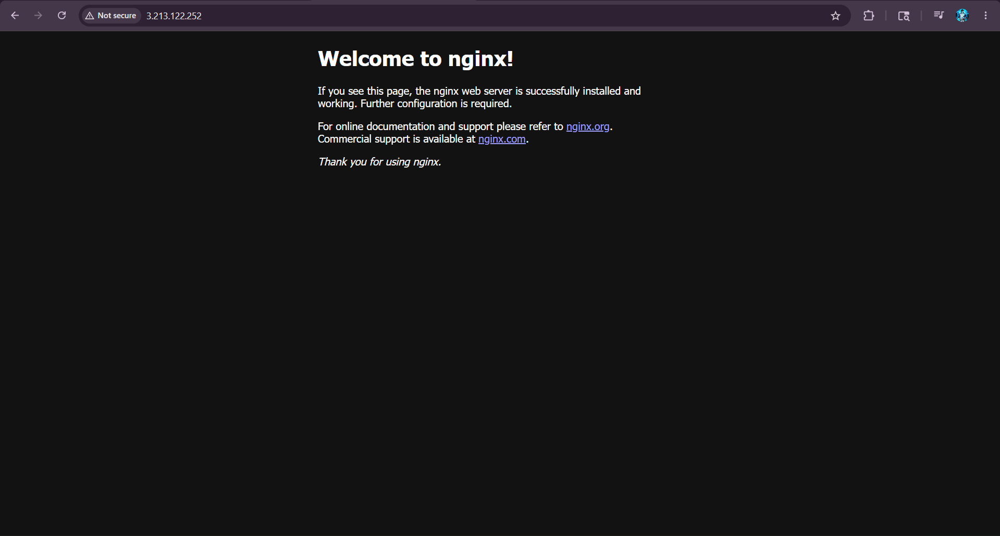 Not secure 3.213.122.252
Welcome to nginx!
If you see this page, the nginx web server is successfully installed and
working. Further configuration is required.
For online documentation and support please refer to nginx.org.
Commercial support is available at nginx.com.
Thank you for using nginx.